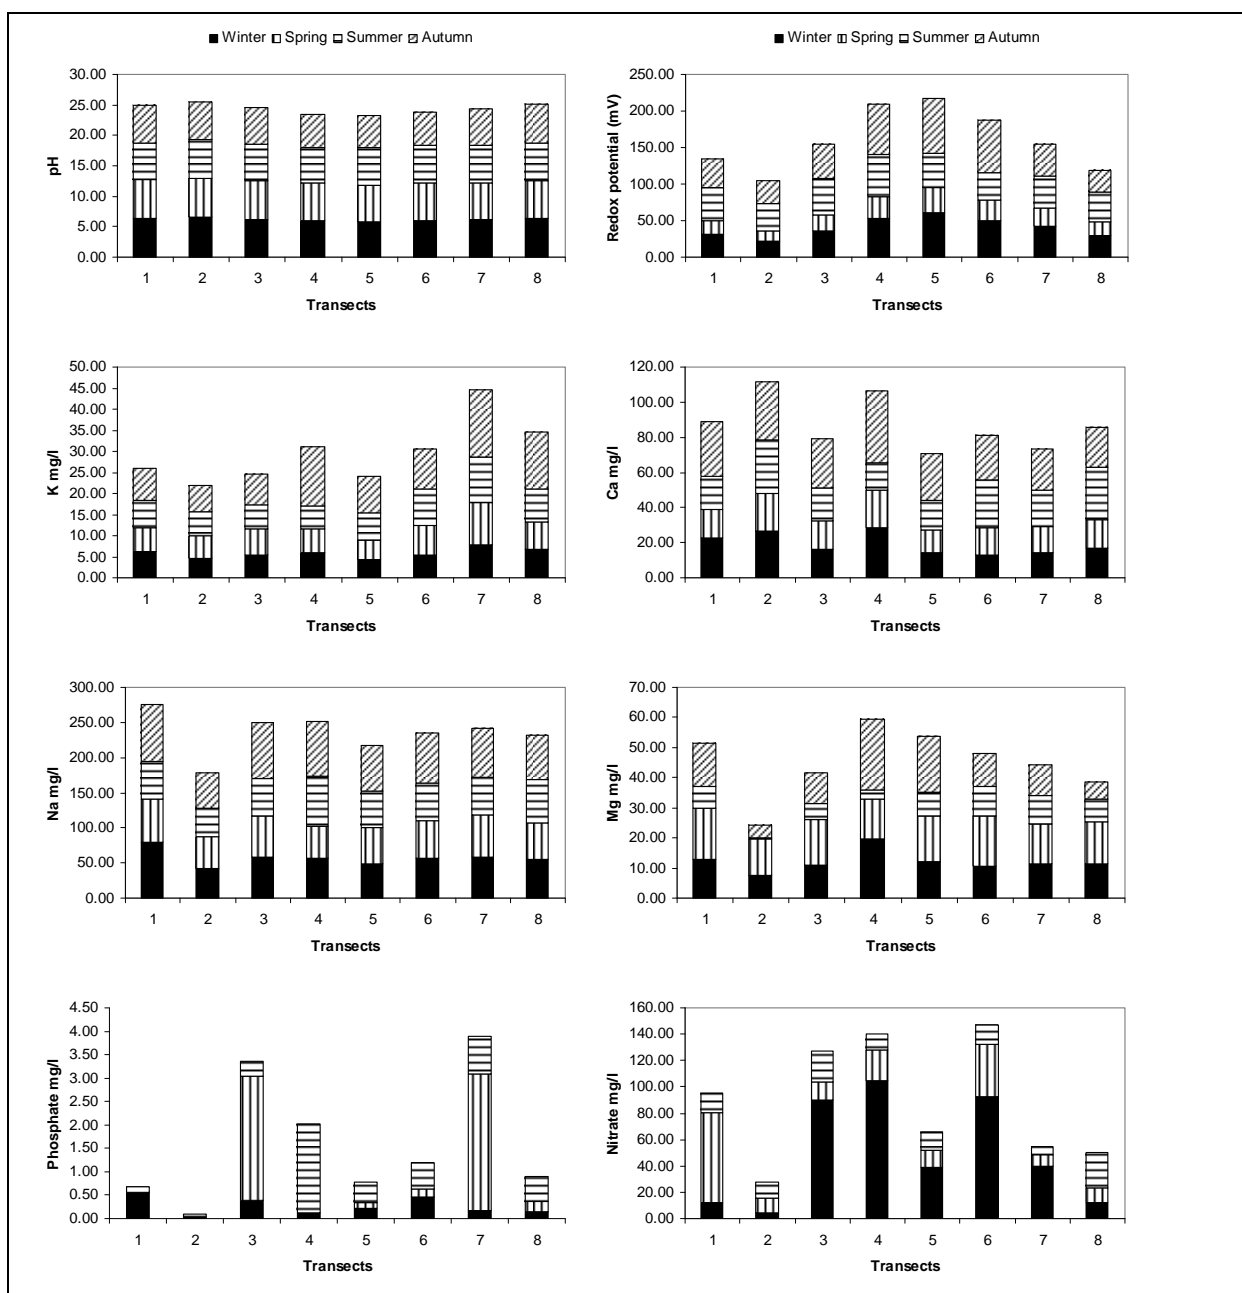 Winter Spring Summer Autumn
Winter Spring Summer Autumn
pH
30.00
25.00
20.00
15.00
10.00
5.00
0.00
1 2 3 4 5 6 7 8
Transects
Redox potential (mV)
250.00
200.00
150.00
100.00
50.00
0.00
1 2 3 4 5 6 7 8
Transects
K mg/l
50.00
45.00
40.00
35.00
30.00
25.00
20.00
15.00
10.00
5.00
0.00
1 2 3 4 5 6 7 8
Transects
Ca mg/l
120.00
100.00
80.00
60.00
40.00
20.00
0.00
1 2 3 4 5 6 7 8
Transects
Na mg/l
300.00
250.00
200.00
150.00
100.00
50.00
0.00
1 2 3 4 5 6 7 8
Transects
Mg mg/l
70.00
60.00
50.00
40.00
30.00
20.00
10.00
0.00
1 2 3 4 5 6 7 8
Transects
Phosphate mg/l
4.50
4.00
3.50
3.00
2.50
2.00
1.50
1.00
0.50
0.00
1 2 3 4 5 6 7 8
Transects
Nitrate mg/l
160.00
140.00
120.00
100.00
80.00
60.00
40.00
20.00
0.00
1 2 3 4 5 6 7 8
Transects